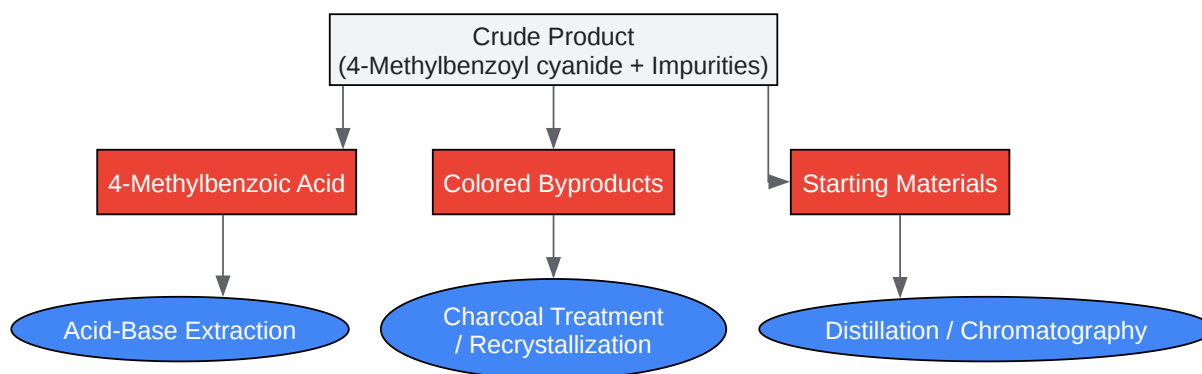 Crude Product
(4-Methylbenzoyl cyanide + Impurities)
4-Methylbenzoic Acid
Colored Byproducts
Starting Materials
Acid-Base Extraction
Charcoal Treatment
/ Recrystallization
Distillation / Chromatography